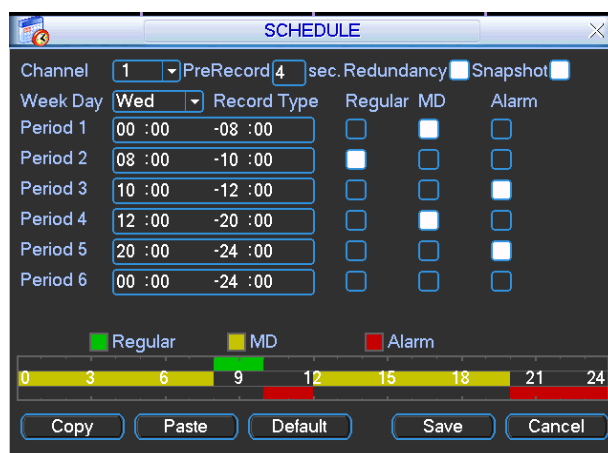 SCHEDULE
Channel 1 PreRecord 4 sec. Redundancy Snapshot
Week Day Wed Record Type Regular MD Alarm
Period 1 00 :00 -08 :00
Period 2 08 :00 -10 :00
Period 3 10 :00 -12 :00
Period 4 12 :00 -20 :00
Period 5 20 :00 -24 :00
Period 6 00 :00 -24 :00
Regular MD Alarm
0 3 6 9 12 15 18 21 24
Copy Paste Default Save Cancel